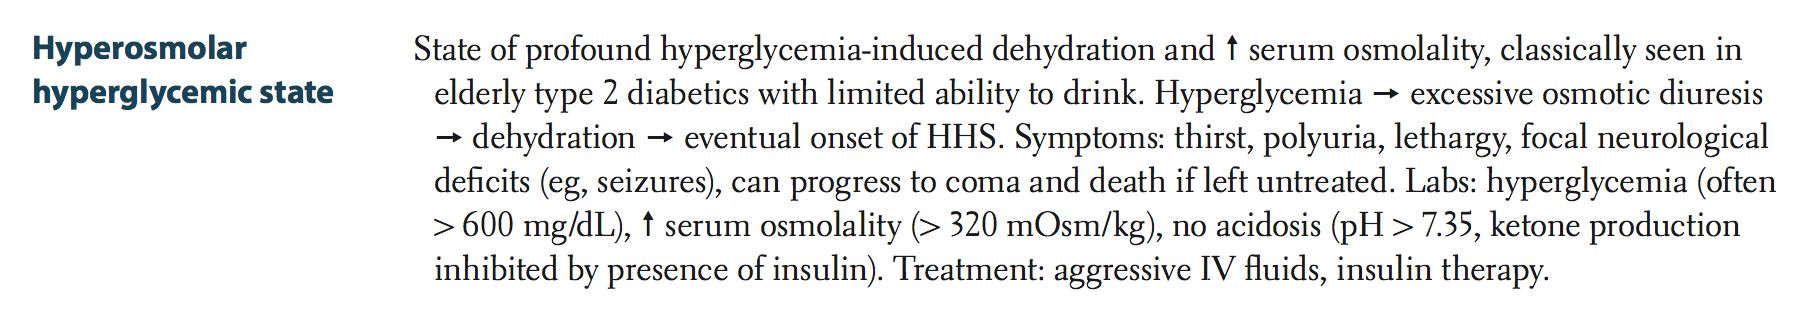 Hyperosmolar
hyperglycemic state
State of profound hyperglycemia-induced dehydration and ↑ serum osmolality, classically seen in
elderly type 2 diabetics with limited ability to drink. Hyperglycemia → excessive osmotic diuresis
→ dehydration → eventual onset of HHS. Symptoms: thirst, polyuria, lethargy, focal neurological
deficits (eg, seizures), can progress to coma and death if left untreated. Labs: hyperglycemia (often
> 600 mg/dL), ↑ serum osmolality (> 320 mOsm/kg), no acidosis (pH > 7.35, ketone production
inhibited by presence of insulin). Treatment: aggressive IV fluids, insulin therapy.